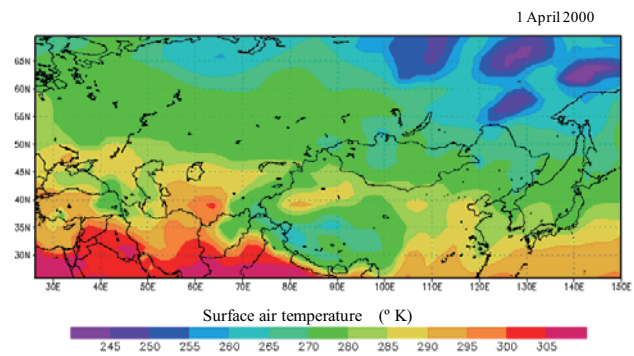 1 April 2000
65N
60N
55N
50N
45N
40N
35N
30N
30E 40E 50E 60E 70E 80E 90E 100E 110E 120E 130E 140E 150E
Surface air temperature (° K)
245 250 255 260 265 270 280 285 290 295 300 305